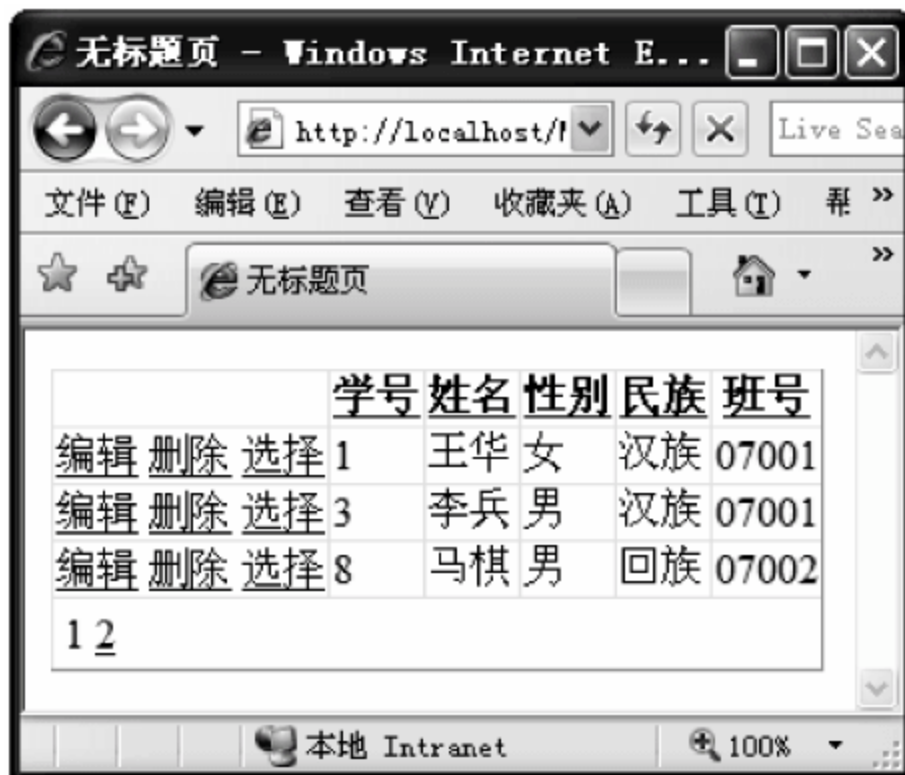 无标题页 - Windows Internet E...
http://localhost/
Live Sea
文件(F) 编辑(E) 查看(V) 收藏夹(A) 工具(T)
无标题页
学号 姓名 性别 民族 班号
编辑 删除 选择 1 王华 女 汉族 07001
编辑 删除 选择 3 李兵 男 汉族 07001
编辑 删除 选择 8 马棋 男 回族 07002
1 2
本地 Intranet 100%